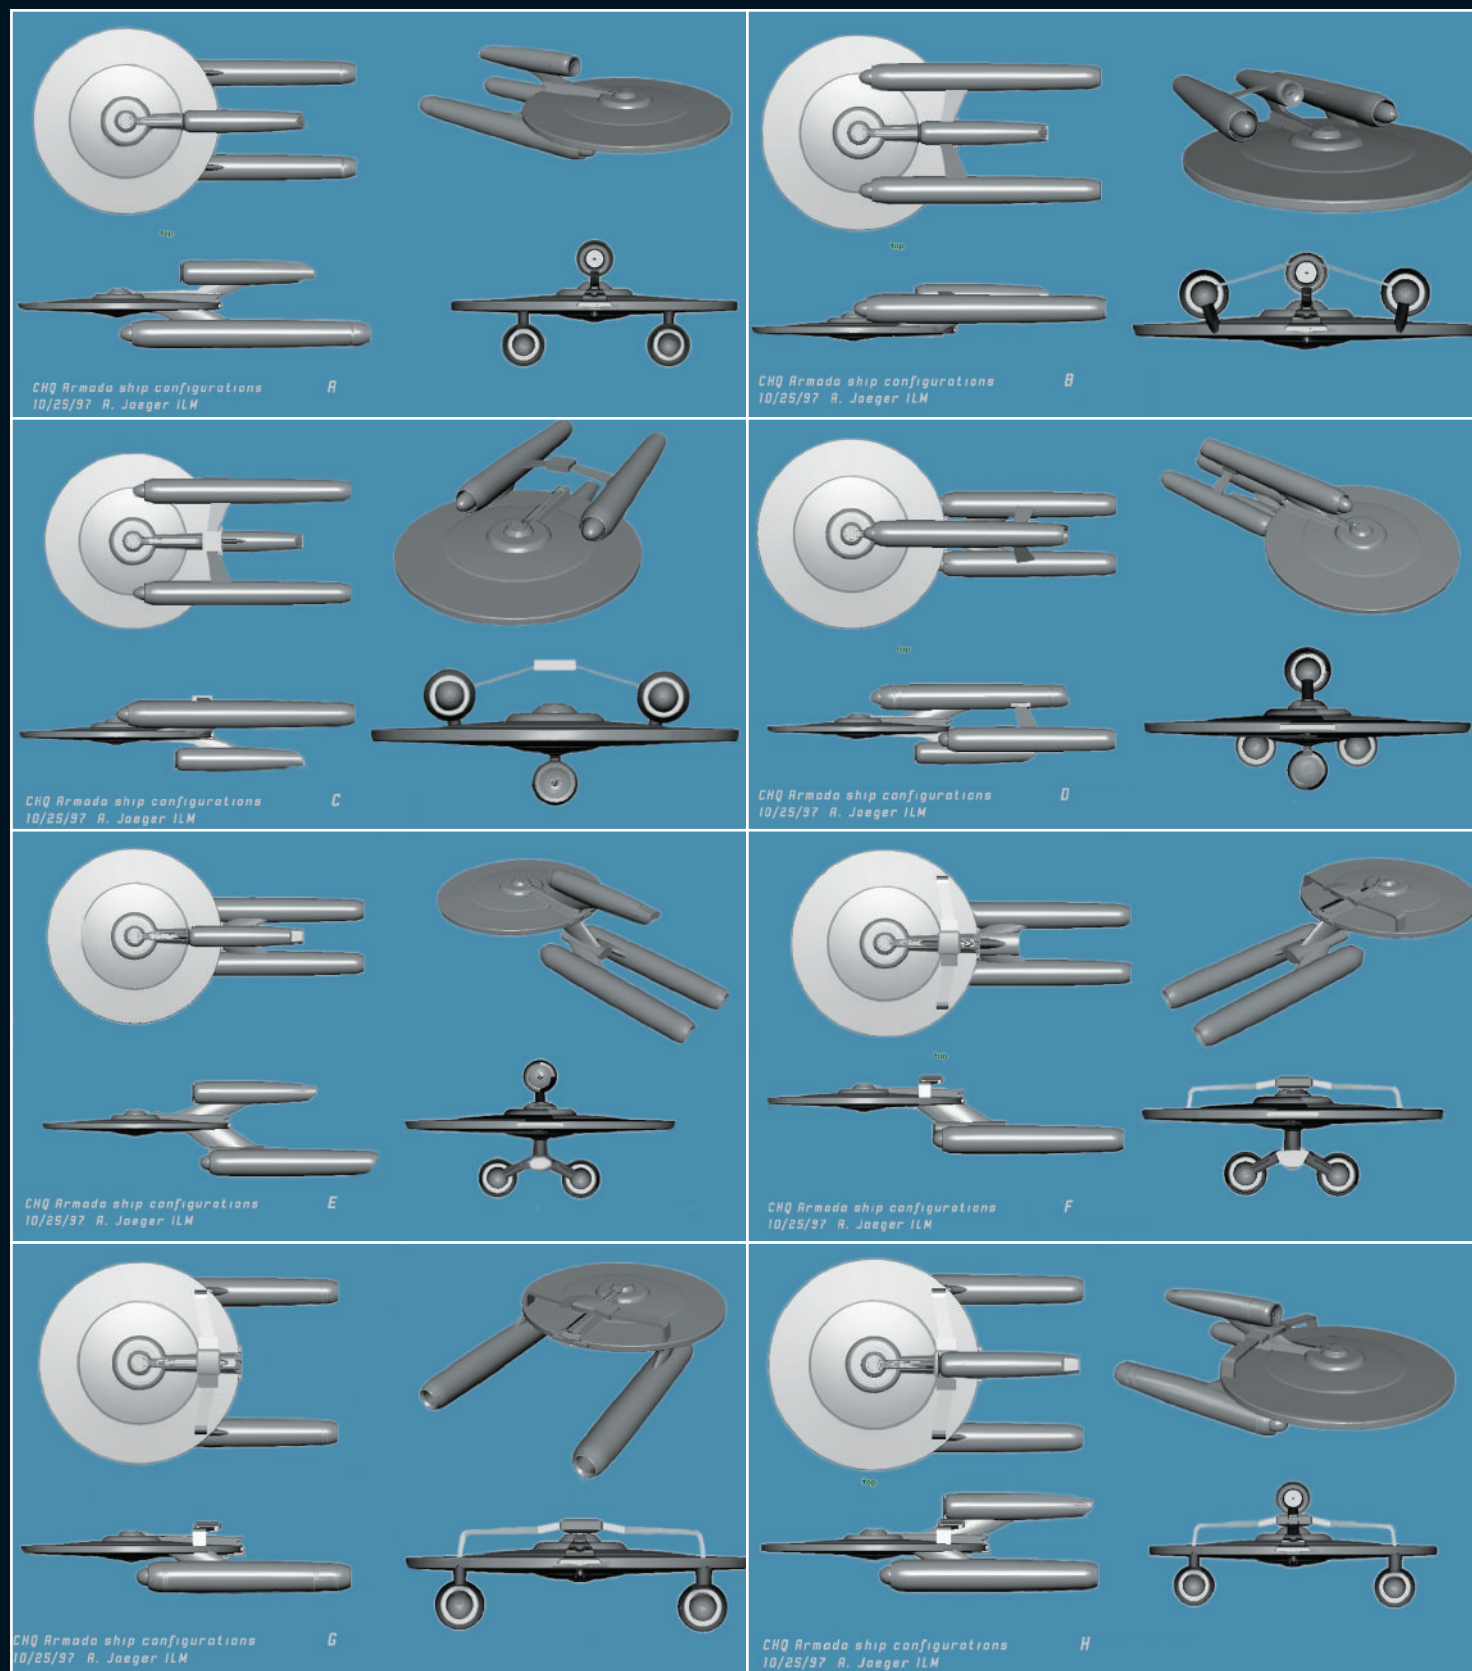 top
CHQ Armada ship configurations A
10/25/97 A. Jaeger ILM
top
CHQ Armada ship configurations B
10/25/97 A. Jaeger ILM
CHQ Armada ship configurations C
10/25/97 A. Jaeger ILM
top
CHQ Armada ship configurations D
10/25/97 A. Jaeger ILM
CHQ Armada ship configurations E
10/25/97 A. Jaeger ILM
top
CHQ Armada ship configurations F
10/25/97 A. Jaeger ILM
CHQ Armada ship configurations G
10/25/97 A. Jaeger ILM
top
CHQ Armada ship configurations H
10/25/97 A. Jaeger ILM